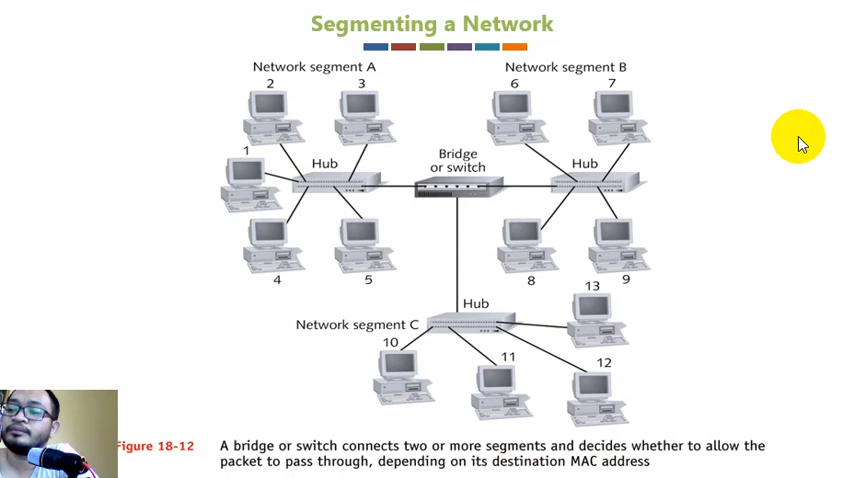 Segmenting a Network
Network segment A
Network segment B
2
3
6
7
1
Hub
Bridge
or switch
Hub
4
5
8
9
13
Hub
Network segment C
10
11
12
Figure 18-12
A bridge or switch connects two or more segments and decides whether to allow the
packet to pass through, depending on its destination MAC address